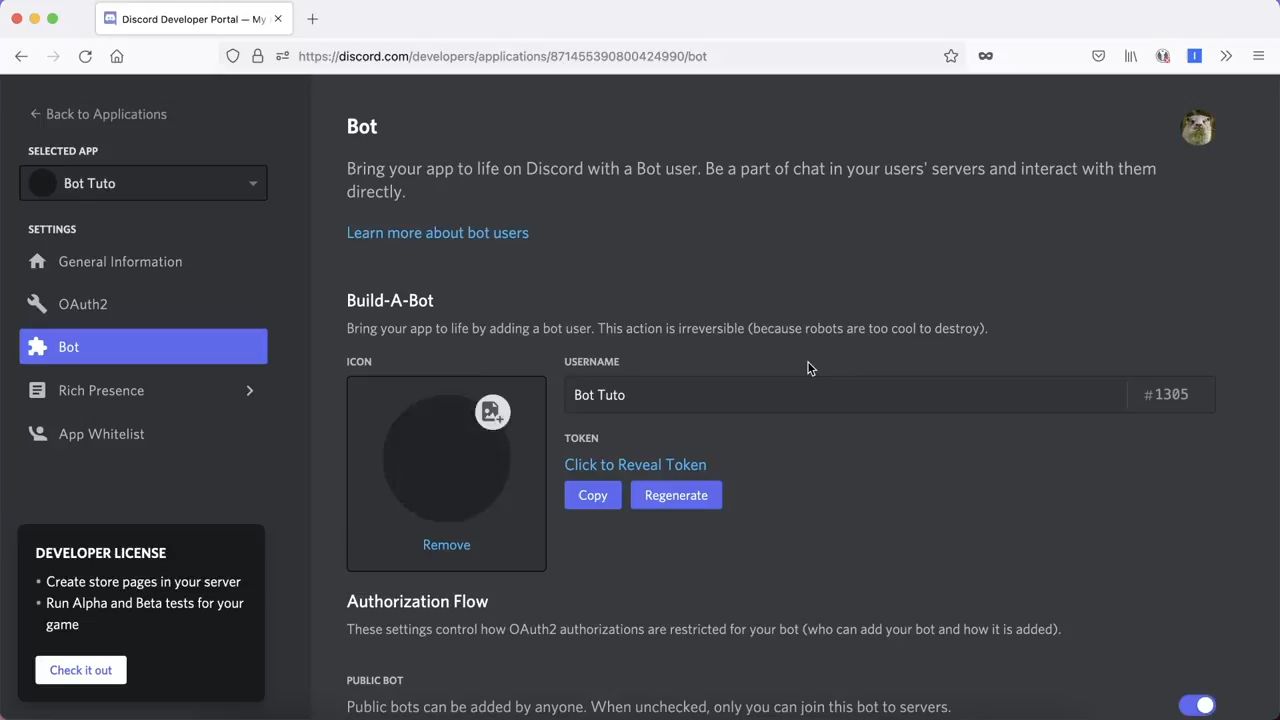 Discord Developer Portal — My
https://discord.com/developers/applications/871455390800424990/bot
Back to Applications
SELECTED APP
Bot Tuto
SETTINGS
General Information
OAuth2
Bot
Rich Presence
App Whitelist
DEVELOPER LICENSE
Create store pages in your server
Run Alpha and Beta tests for your
game
Check it out
Bot
Bring your app to life on Discord with a Bot user. Be a part of chat in your users' servers and interact with them
directly.
Learn more about bot users
Build-A-Bot
Bring your app to life by adding a bot user. This action is irreversible (because robots are too cool to destroy).
ICON
Remove
USERNAME
Bot Tuto
#1305
TOKEN
Click to Reveal Token
Copy
Regenerate
Authorization Flow
These settings control how OAuth2 authorizations are restricted for your bot (who can add your bot and how it is added).
PUBLIC BOT
Public bots can be added by anyone. When unchecked, only you can join this bot to servers.